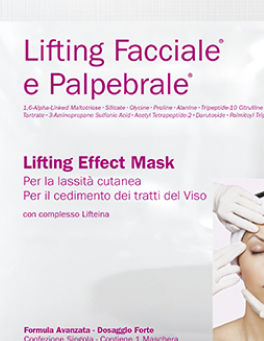 Lifting Facciale®
e Palpebrale®
1,6-Alpha-Linked Maltotriose • Silicate • Glycine • Proline • Alanine • Tripeptide-10 Citrulline
Tartrate • 3-Aminopropane Sulfonic Acid • Acetyl Tetrapeptide-2 • Darutoside • Palmitoyl Trip
Lifting Effect Mask
Per la lassità cutanea
Per il cedimento dei tratti del Viso
con complesso Lifteina
Formula Avanzata - Dosaggio Forte
Confezione Singola - Contiene 1 Maschera